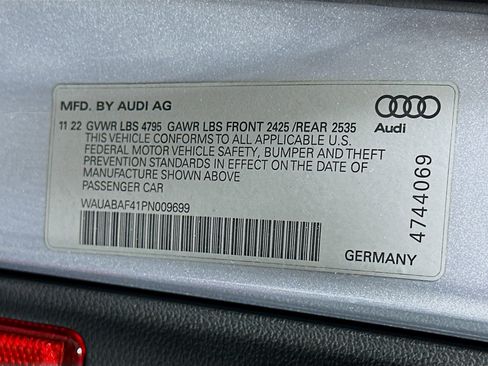 MFD. BY AUDI AG
11 22 GVWR LBS 4795 GAWR LBS FRONT 2425 /REAR 2535
THIS VEHICLE CONFORMS TO ALL APPLICABLE U.S.
FEDERAL MOTOR VEHICLE SAFETY, BUMPER AND THEFT
PREVENTION STANDARDS IN EFFECT ON THE DATE OF
MANUFACTURE SHOWN ABOVE
PASSENGER CAR
WAUABAF41PN009699
GERMANY
Audi
4744069